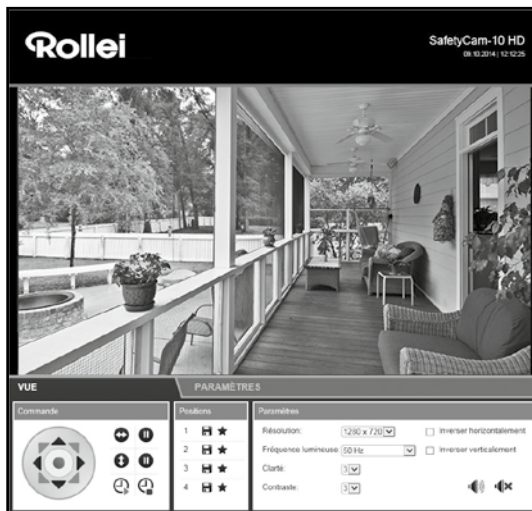 Rollei
SafetyCam-10 HD
09.10.2014 | 12:12:25
VUE
PARAMÈTRES
Commande
Positions
1
2
3
4
Paramètres
Résolution: 1280 x 720 Inverser horizontalement
Fréquence lumineuse 50 Hz Inverser verticalement
Clarté: 3
Contraste: 3